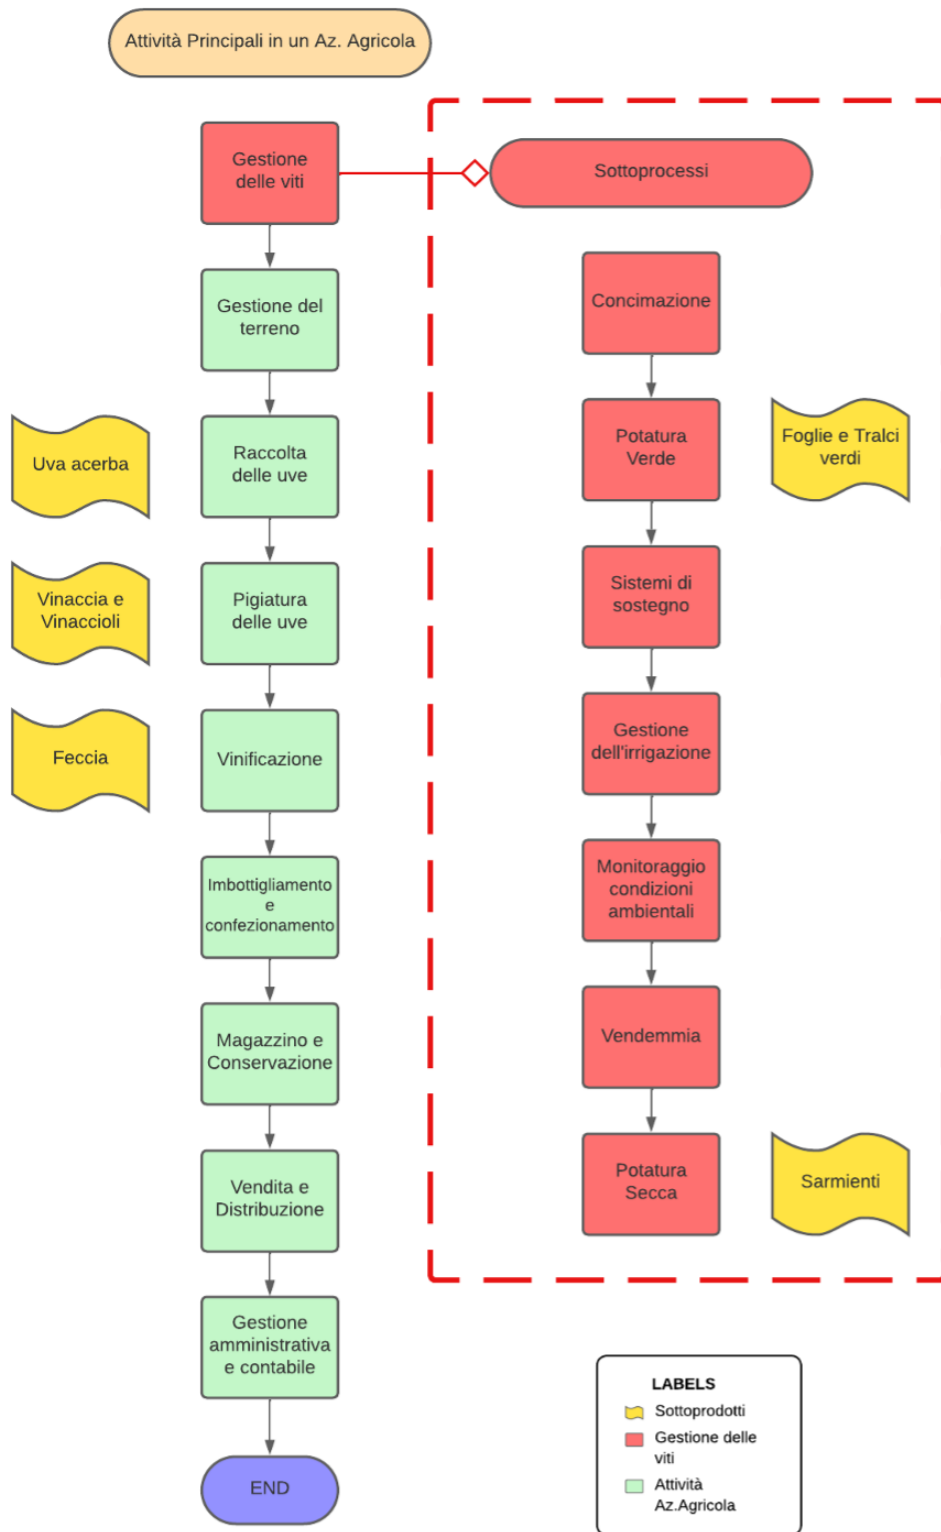 Attività Principali in un Az. Agricola
Gestione
delle viti
Sottoprocessi
Gestione del
terreno
Concimazione
Uva acerba
Raccolta
delle uve
Potatura
Verde
Foglie e Tralci
verdi
Vinaccia e
Vinaccioli
Pigiatura
delle uve
Sistemi di
sostegno
Feccia
Vinificazione
Gestione
dell'irrigazione
Imbottigliamento
e
confezionamento
Monitoraggio
condizioni
ambientali
Magazzino e
Conservazione
Vendemmia
Vendita e
Distribuzione
Potatura
Secca
Sarmienti
Gestione
amministrativa
e contabile
END
LABELS
Sottoprodotti
Gestione delle
viti
Attività
Az.Agricola